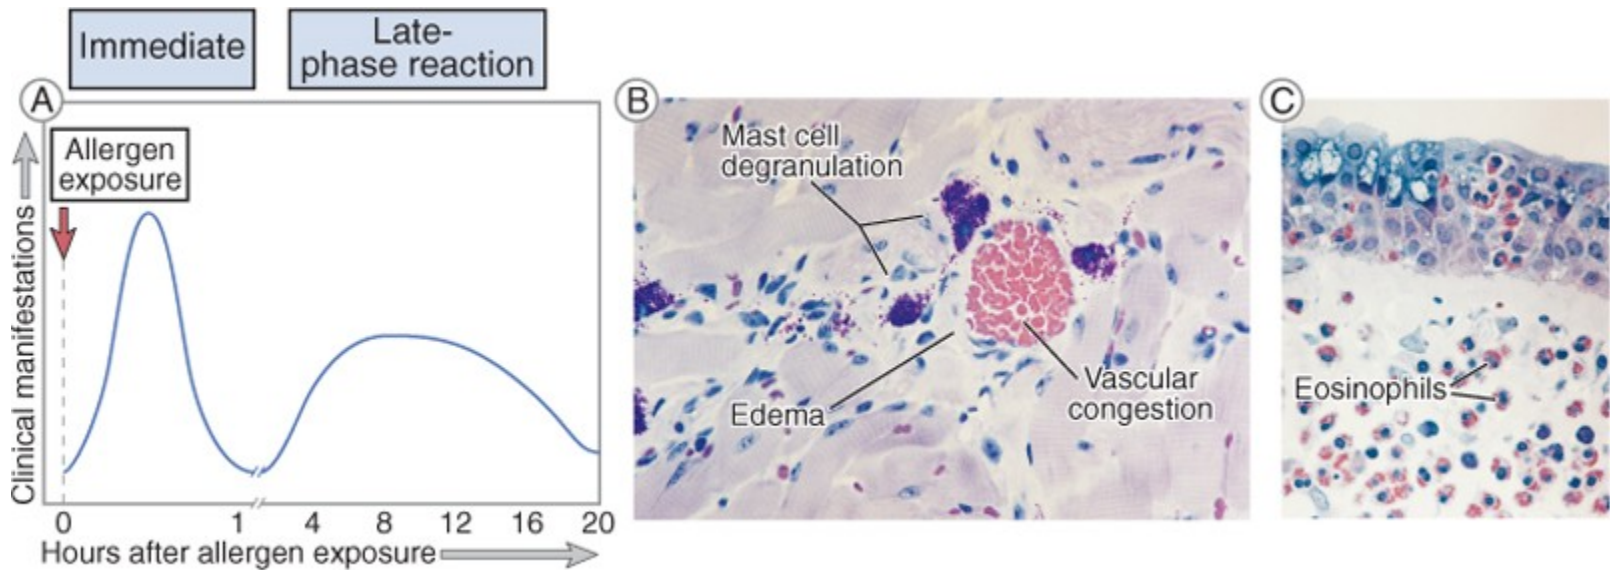 Immediate
Late-
phase reaction
A
Allergen
exposure
Clinical manifestations
0
1
4
8
12
16
20
Hours after allergen exposure
B
Mast cell
degranulation
Edema
Vascular
congestion
C
Eosinophils